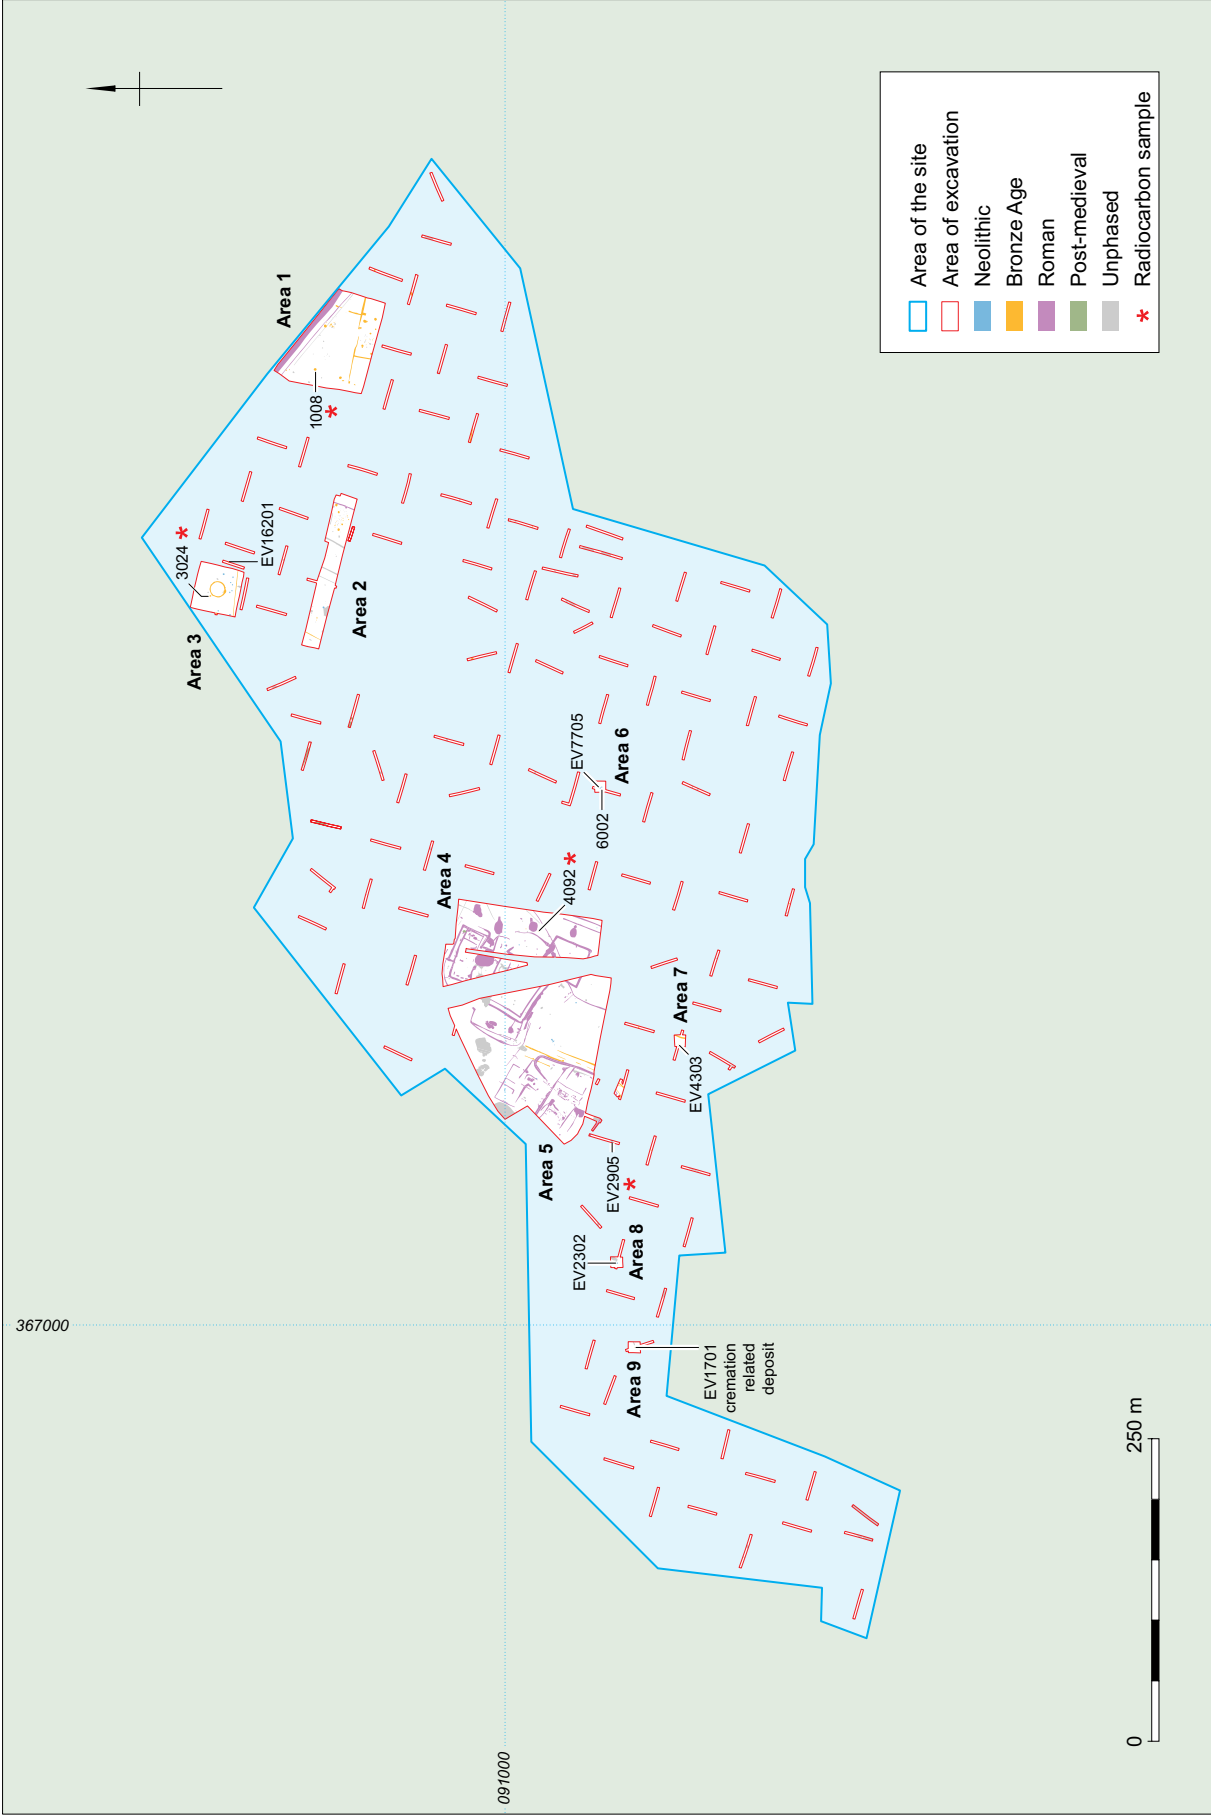 Area 1
1008
3024
EV16201
Area 3
Area 2
EV7705
Area 6
6002
Area 4
4092
Area 7
EV4303
Area 5
EV2905
EV2302
Area 8
367000
Area 9
EV1701
cremation
related
deposit
091000
0 250 m
Area of the site
Area of excavation
Neolithic
Bronze Age
Roman
Post-medieval
Unphased
* Radiocarbon sample